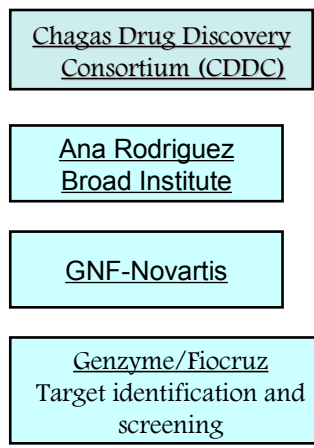 Chagas Drug Discovery
Consortium (CDDC)
Ana Rodriguez
Broad Institute
GNF-Novartis
Genzyme/Fiocruz
Target identification and
screening